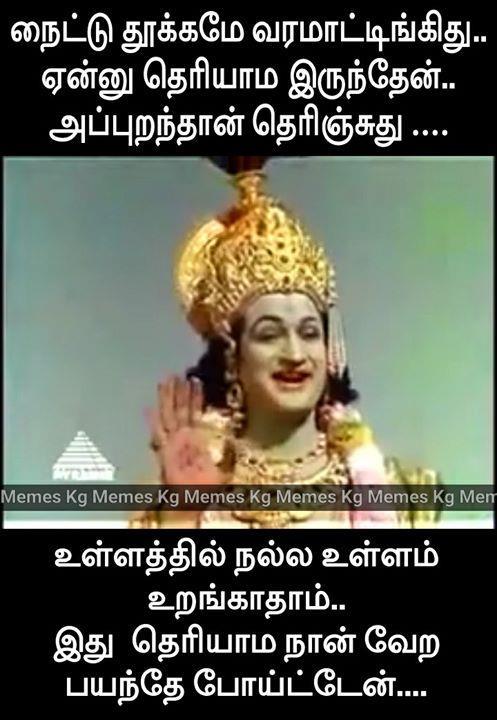 நைட்டு தூக்கமே வரமாட்டிங்கிது..
ஏன்னு தெரியாம இருந்தேன்..
அப்புறந்தான் தெரிஞ்சுது ....
PYRAMID
Memes Kg Memes Kg Memes Kg Memes Kg Memes Kg Mem
உள்ளத்தில் நல்ல உள்ளம்
உறங்காதாம்..
இது தெரியாம நான் வேற
பயந்தே போய்ட்டேன்....